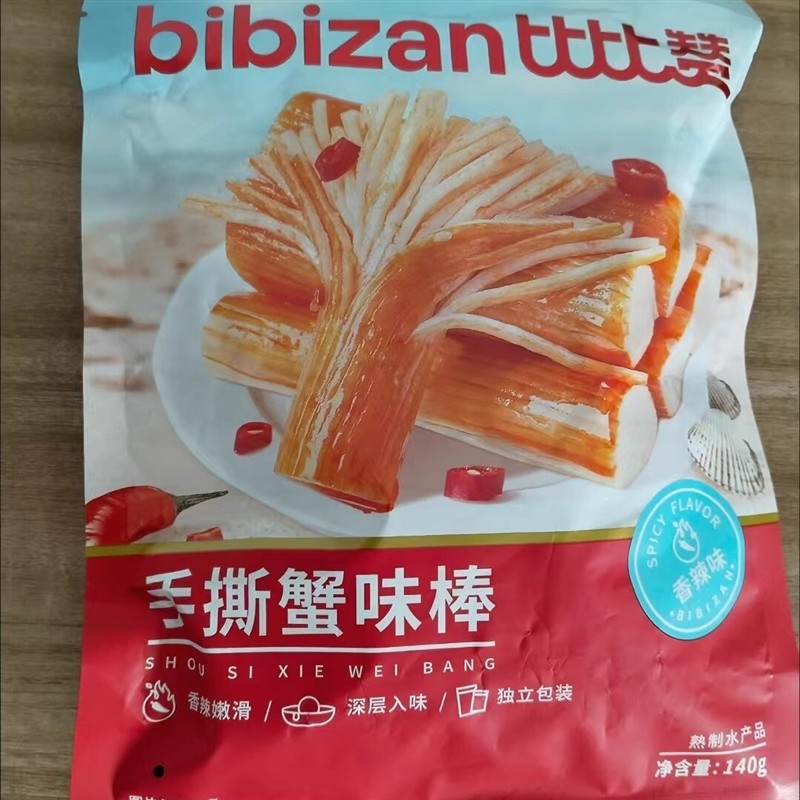 bibizan比比赞
SPICY FLAVOR
香辣味
BIBIZAN
手撕蟹味棒
SHOU SI XIE WEI BANG
香辣嫩滑 / 深层入味 / 独立包装
熟制水产品
净含量:140g